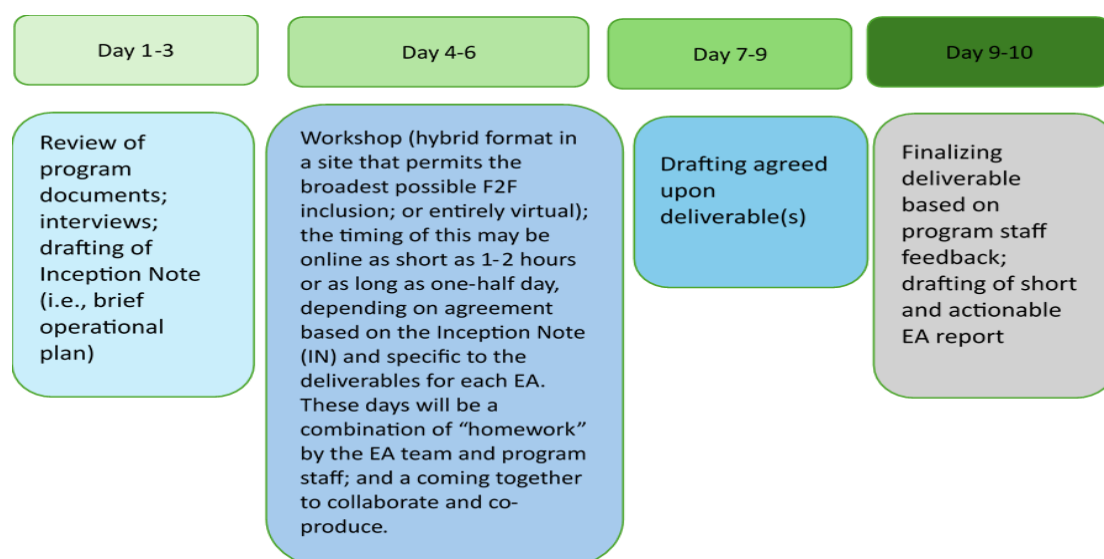 Day 1-3
Day 4-6
Day 7-9
Day 9-10
Review of
program
documents;
interviews;
drafting of
Inception Note
(i.e., brief
operational
plan)
Workshop (hybrid format in
a site that permits the
broadest possible F2F
inclusion; or entirely virtual);
the timing of this may be
online as short as 1-2 hours
or as long as one-half day,
depending on agreement
based on the Inception Note
(IN) and specific to the
deliverables for each EA.
These days will be a
combination of “homework”
by the EA team and program
staff; and a coming together
to collaborate and co-
produce.
Drafting agreed
upon
deliverable(s)
Finalizing
deliverable
based on
program staff
feedback;
drafting of short
and actionable
EA report